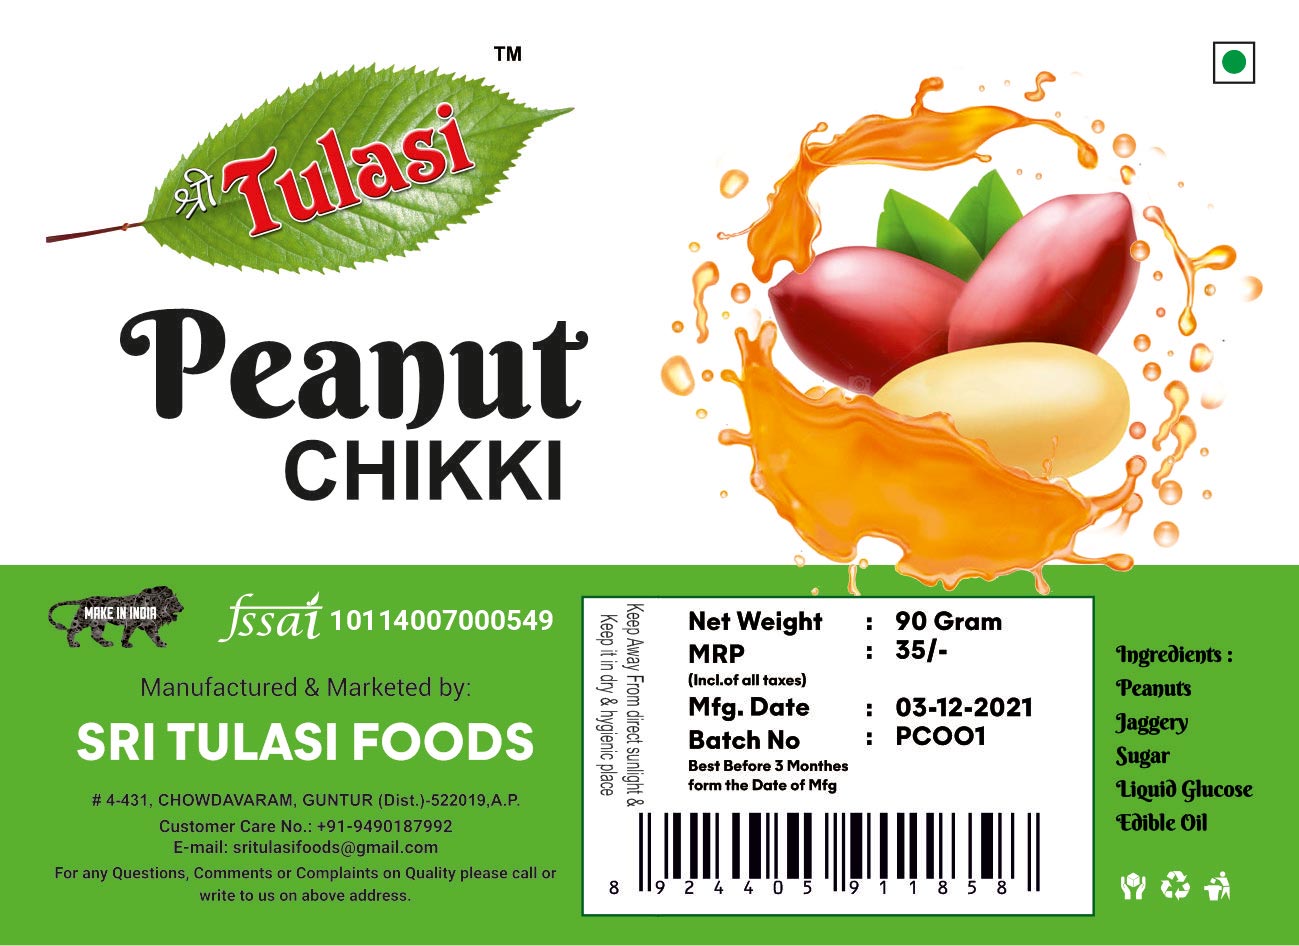 TM
श्री Tulasi
Peanut
CHIKKI
MAKE IN INDIA
fssai 10114007000549
Manufactured & Marketed by:
SRI TULASI FOODS
# 4-431, CHOWDAVARAM, GUNTUR (Dist.)-522019,A.P.
Customer Care No.: +91-9490187992
E-mail: sritulasifoods@gmail.com
For any Questions, Comments or Complaints on Quality please call or
write to us on above address.
Keep Away From direct sunlight &
Keep it in dry & hygienic place
Net Weight : 90 Gram
MRP : 35/-
(Incl.of all taxes)
Mfg. Date : 03-12-2021
Batch No : PCOO1
Best Before 3 Monthes
form the Date of Mfg
8 924405 911858
Ingredients :
Peanuts
Jaggery
Sugar
Liquid Glucose
Edible Oil